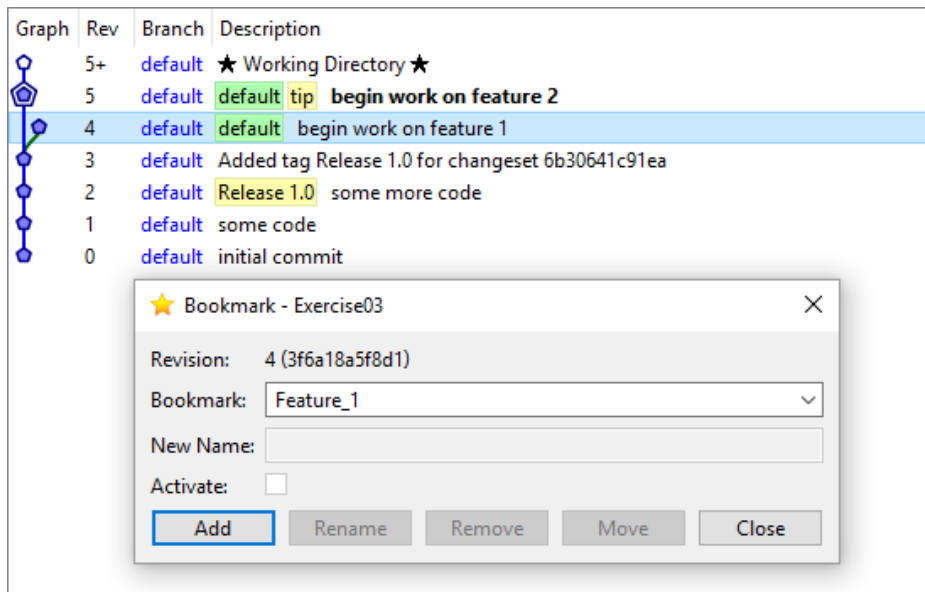 Graph Rev Branch Description
5+ default ★ Working Directory ★
5 default default tip begin work on feature 2
4 default default begin work on feature 1
3 default Added tag Release 1.0 for changeset 6b30641c91ea
2 default Release 1.0 some more code
1 default some code
0 default initial commit
Bookmark - Exercise03
Revision: 4 (3f6a18a5f8d1)
Bookmark: Feature_1
New Name:
Activate:
Add Rename Remove Move Close